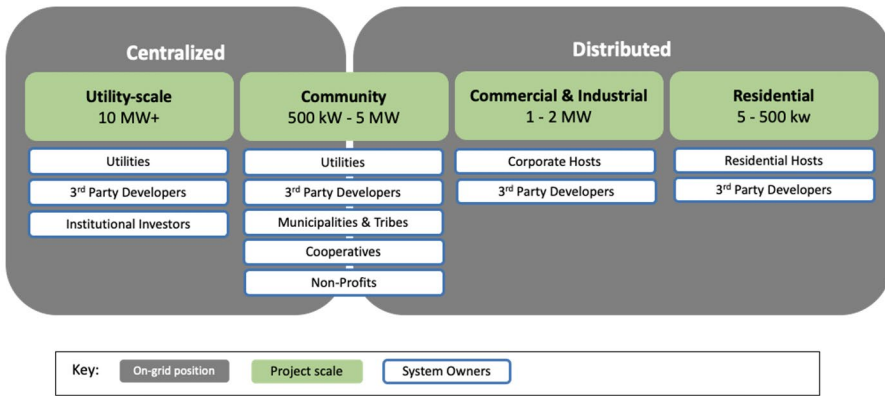 Centralized
Distributed
Utility-scale
10 MW+
Community
500 kW - 5 MW
Commercial & Industrial
1 - 2 MW
Residential
5 - 500 kw
Utilities
3rd Party Developers
Institutional Investors
Utilities
3rd Party Developers
Municipalities & Tribes
Cooperatives
Non-Profits
Corporate Hosts
3rd Party Developers
Residential Hosts
3rd Party Developers
Key:
On-grid position
Project scale
System Owners